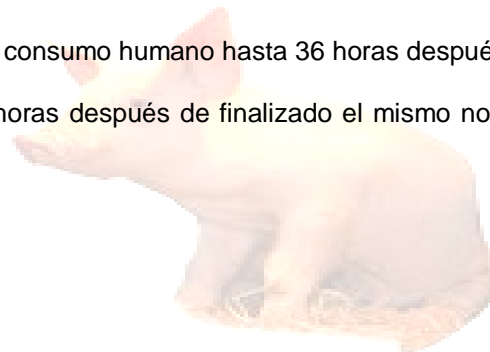 consumo humano hasta 36 horas despué
horas después de finalizado el mismo no